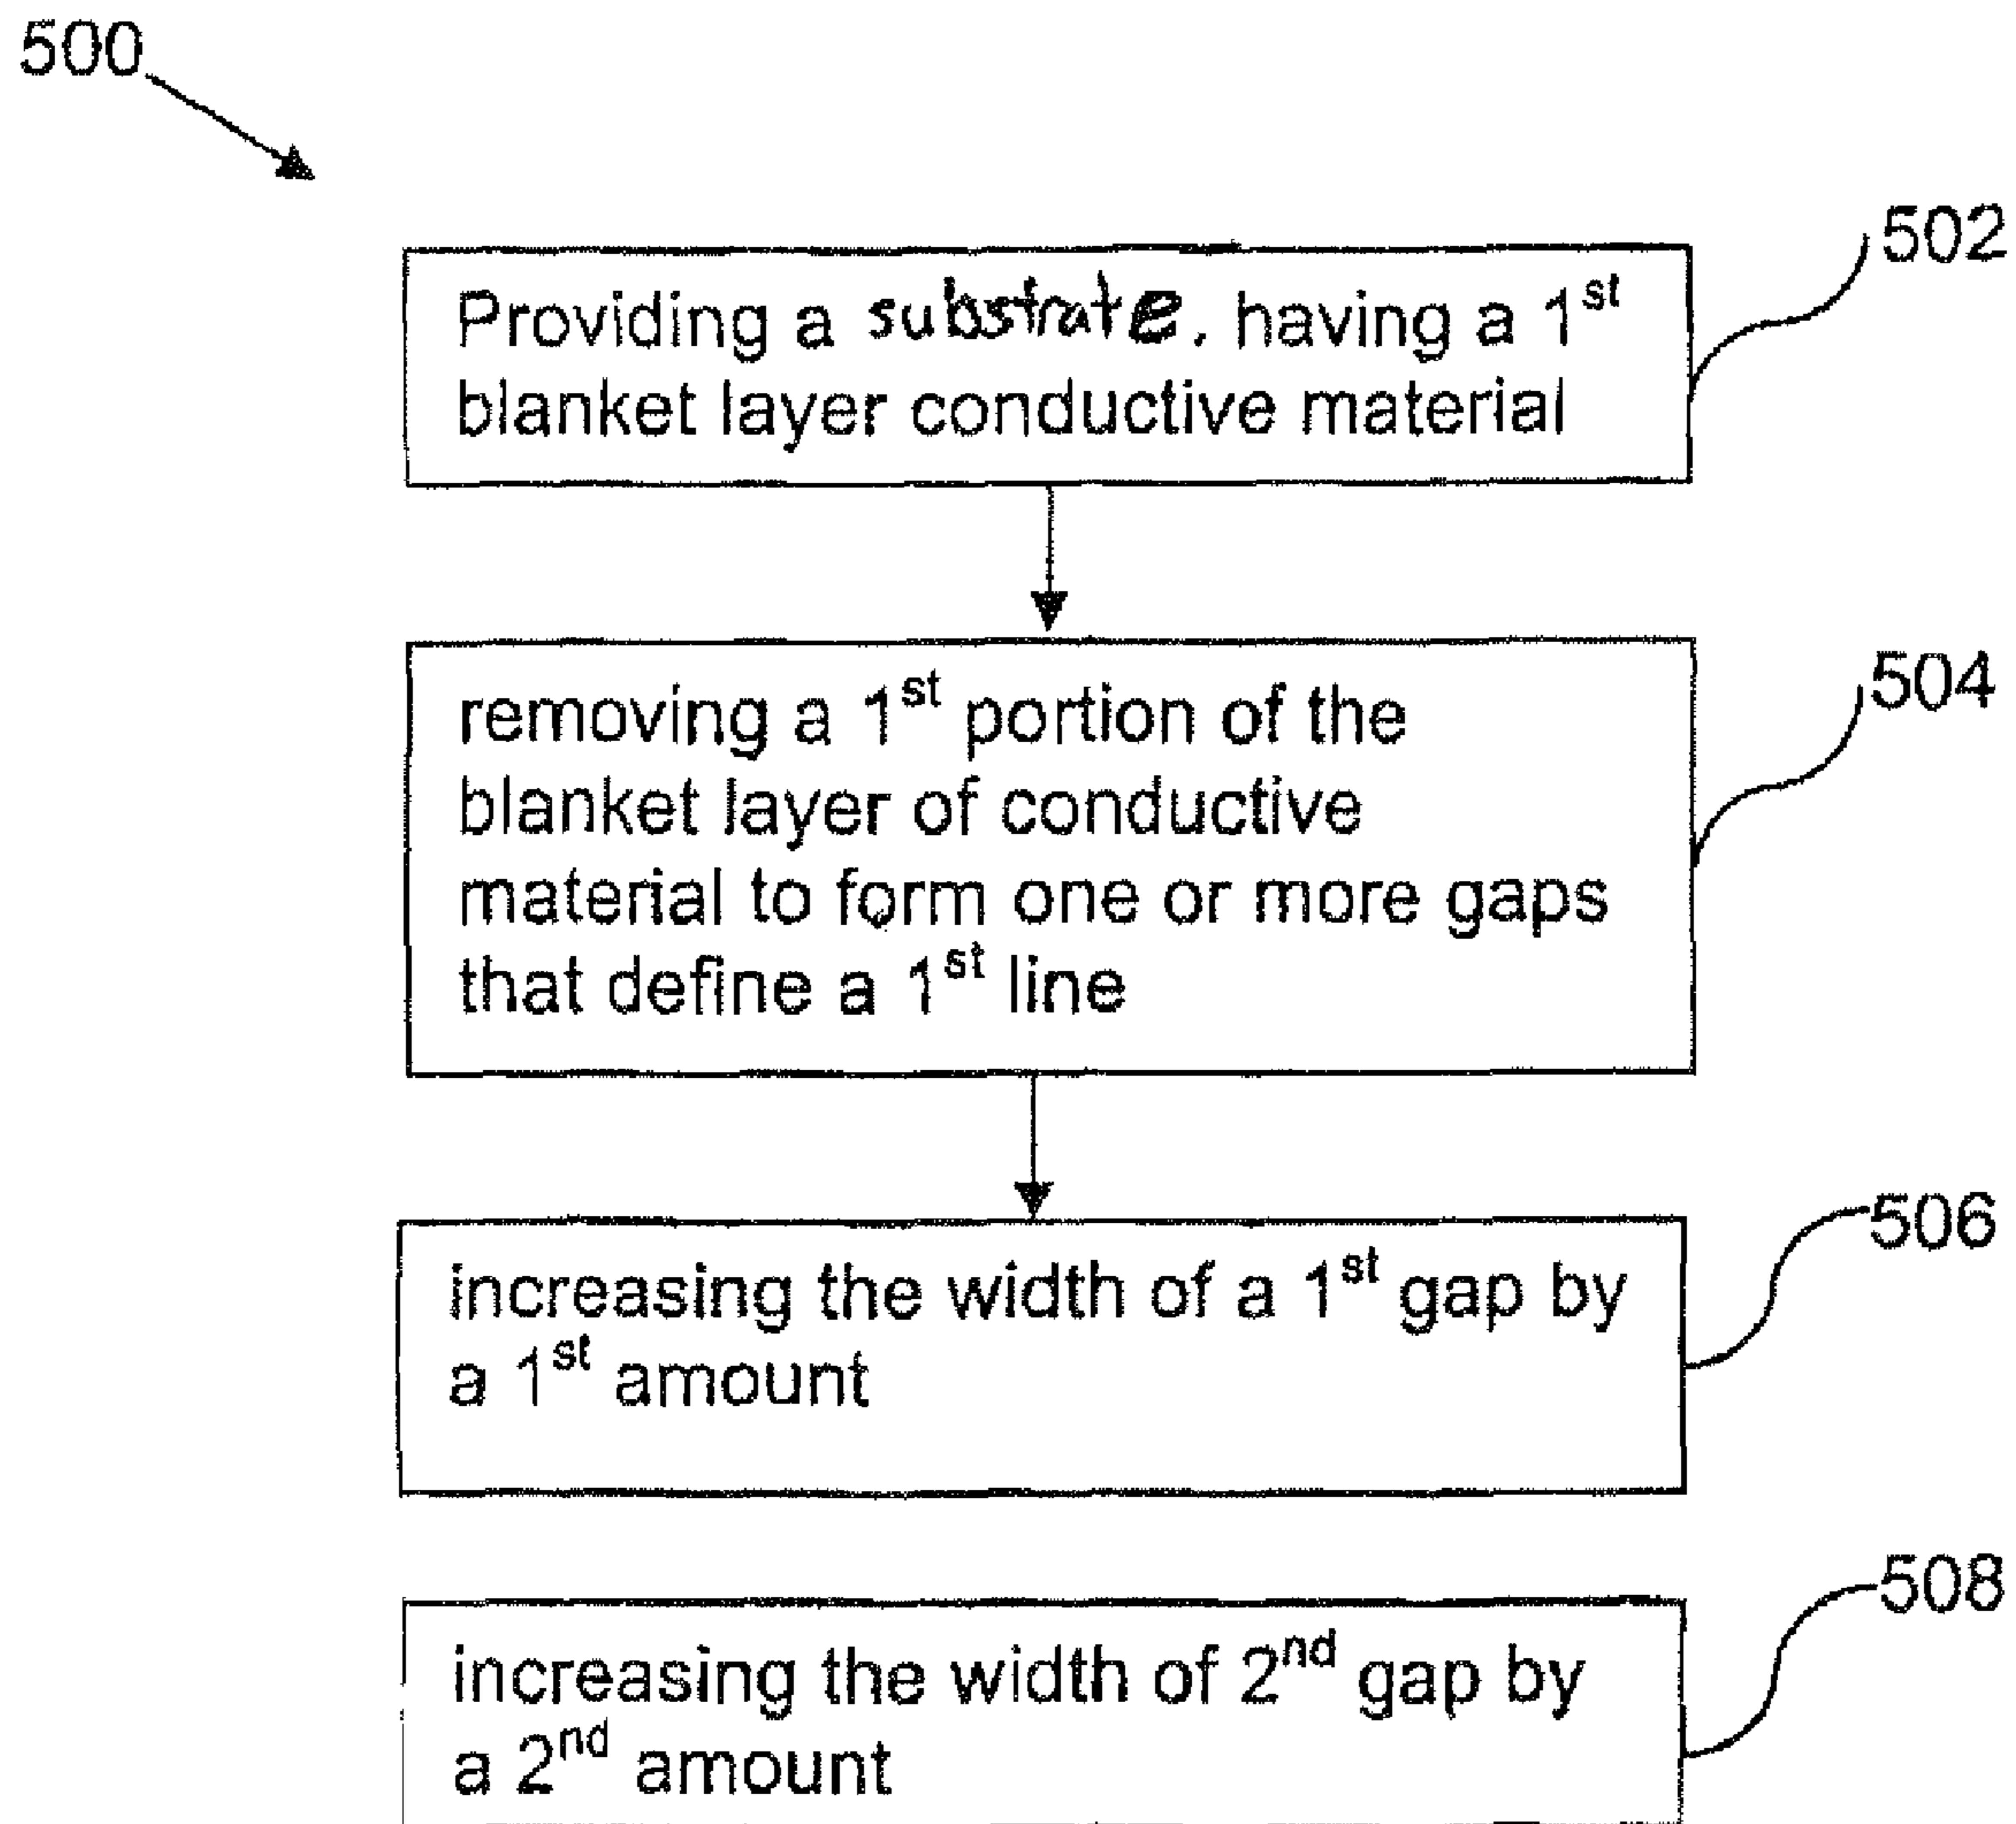 500
502
Providing a substrate. having a 1st
blanket layer conductive material
504
removing a 1st portion of the
blanket layer of conductive
material to form one or more gaps
that define a 1st line
506
increasing the width of a 1st gap by
a 1st amount
508
increasing the width of 2nd gap by
a 2nd amount